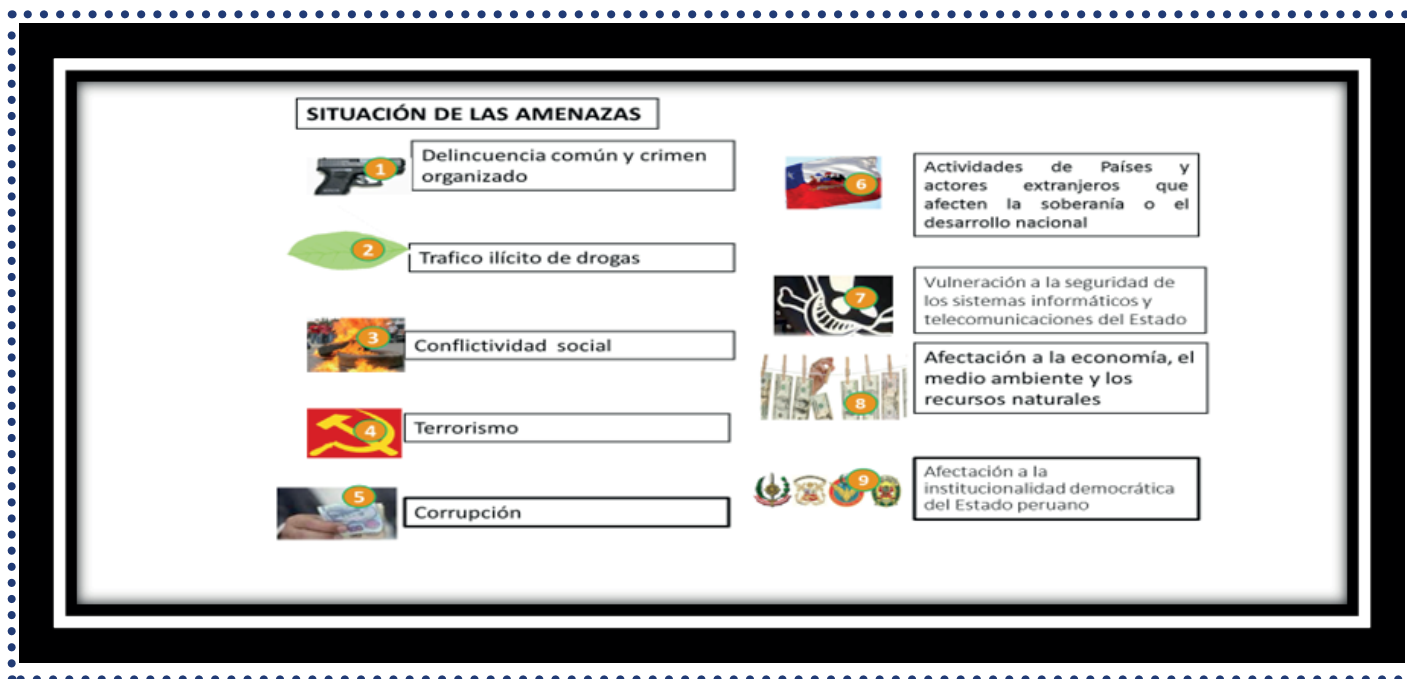 SITUACIÓN DE LAS AMENAZAS
1
Delincuencia común y crimen
organizado
2
Trafico ilícito de drogas
3
Conflictividad social
4
Terrorismo
5
Corrupción
6
Actividades de Países y
actores extranjeros que
afecten la soberanía o el
desarrollo nacional
7
Vulneración a la seguridad de
los sistemas informáticos y
telecomunicaciones del Estado
8
Afectación a la economía, el
medio ambiente y los
recursos naturales
9
Afectación a la
institucionalidad democrática
del Estado peruano